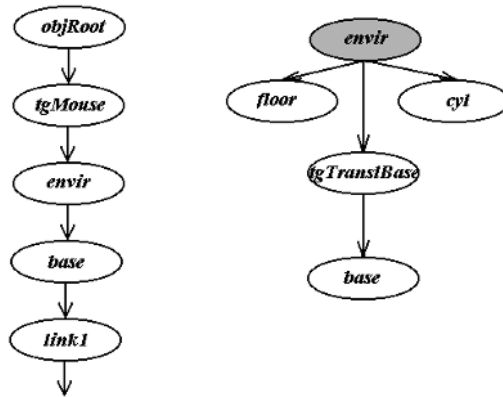 objRoot
tgMouse
envir
base
link1
envir
floor
cyl
tgTranslBase
base